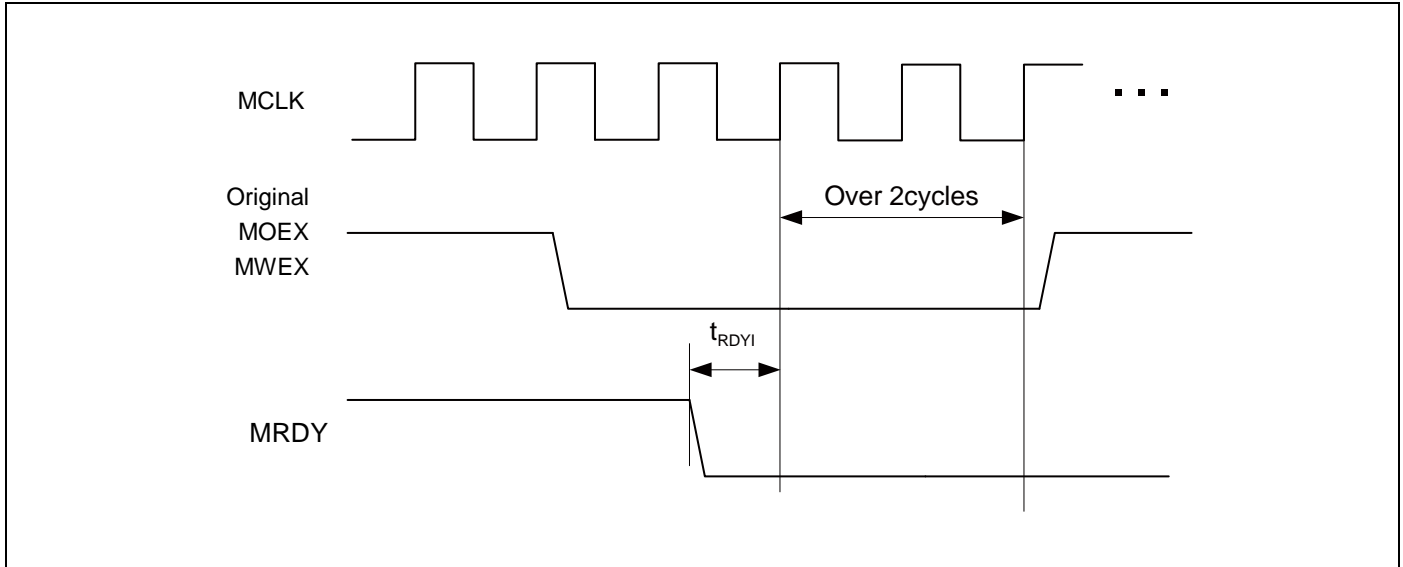 MCLK
Original
Over 2cycles
MOEX
MWEX
tRDYI
MRDY